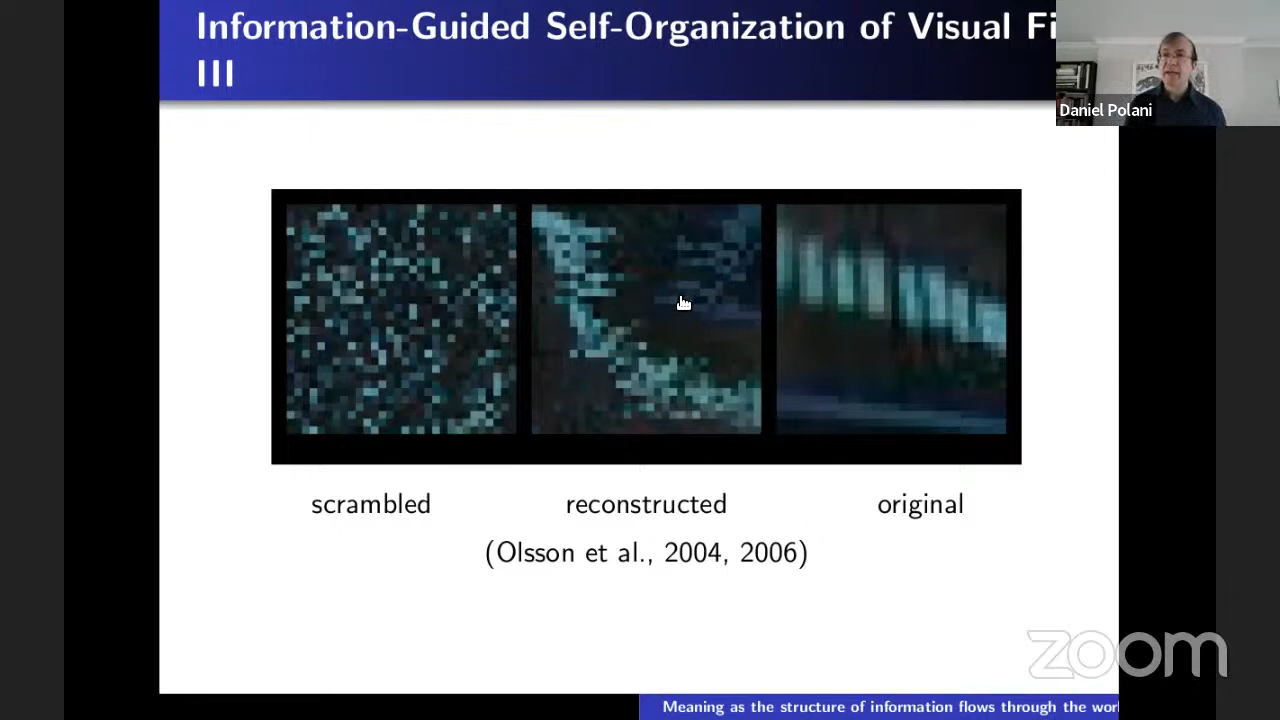 Information-Guided Self-Organization of Visual Fi
III
Daniel Polani
scrambled reconstructed original
(Olsson et al., 2004, 2006)
zoom
Meaning as the structure of information flows through the wor